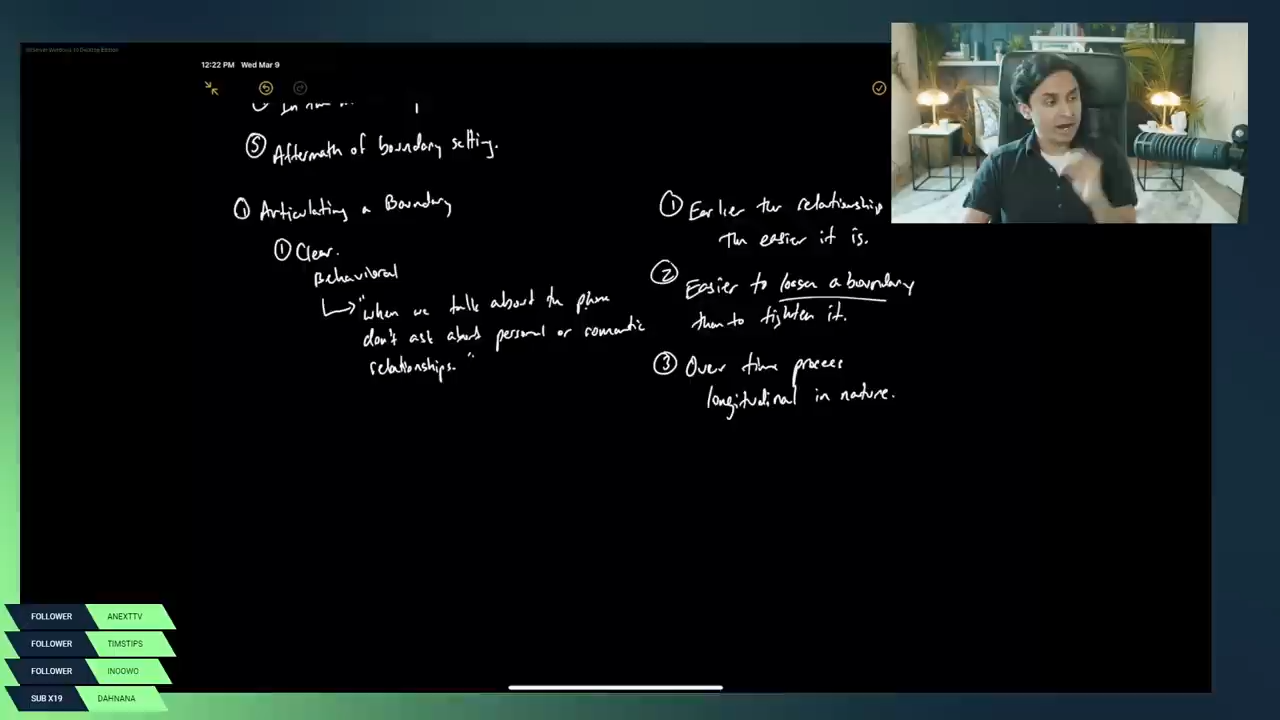 12:22 PM Wed Mar 9
⑤ Aftermath of boundary setting.
① Articulating a Boundary
① Clear.
Behavioral
↳ "when we talk about the phone
don't ask about personal or romantic
relationships."
① Earlier the relationship
The easier it is.
② Easier to loosen a boundary
than to tighten it.
③ Over time process
longitudinal in nature.
FOLLOWER ANEXTTV
FOLLOWER TIMSTIPS
FOLLOWER INOOWO
SUB X19 DAHNANA